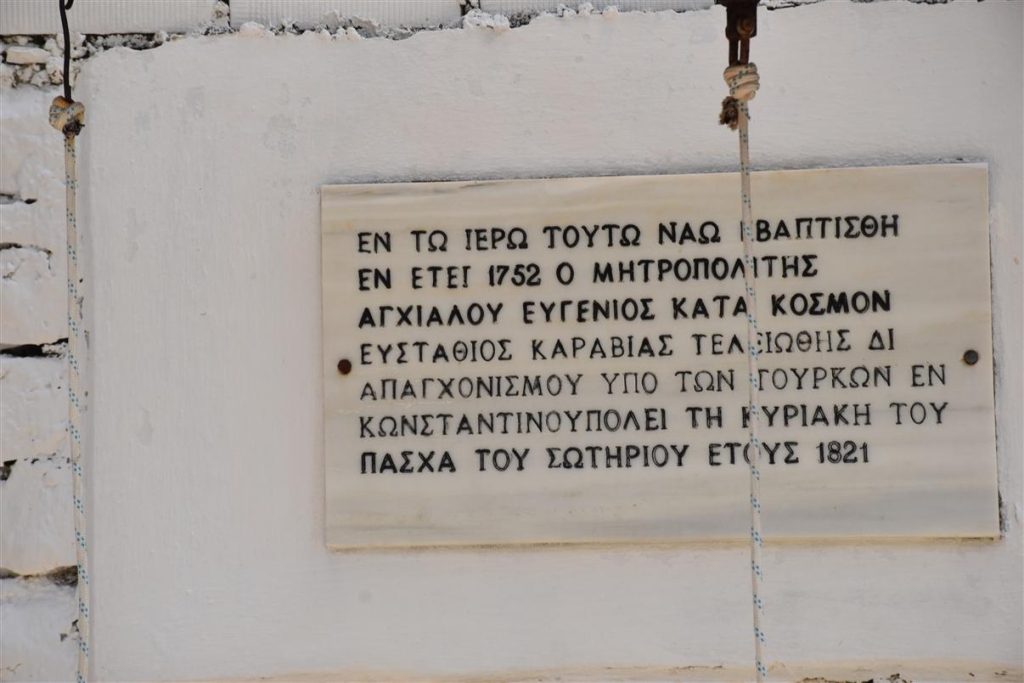 ΕΝ ΤΩ ΙΕΡΩ ΤΟΥΤΩ ΝΑΩ ΕΒΑΠΤΙΣΘΗ
ΕΝ ΕΤΕΙ 1752 Ο ΜΗΤΡΟΠΟΛΙΤΗΣ
ΑΓΧΙΑΛΟΥ ΕΥΓΕΝΙΟΣ ΚΑΤΑ ΚΟΣΜΟΝ
ΕΥΣΤΑΘΙΟΣ ΚΑΡΑΒΙΑΣ ΤΕΛΕΙΩΘΗΣ ΔΙ
ΑΠΑΓΧΟΝΙΣΜΟΥ ΥΠΟ ΤΩΝ ΤΟΥΡΚΩΝ ΕΝ
ΚΩΝΣΤΑΝΤΙΝΟΥΠΟΛΕΙ ΤΗ ΚΥΡΙΑΚΗ ΤΟΥ
ΠΑΣΧΑ ΤΟΥ ΣΩΤΗΡΙΟΥ ΕΤΟΥΣ 1821